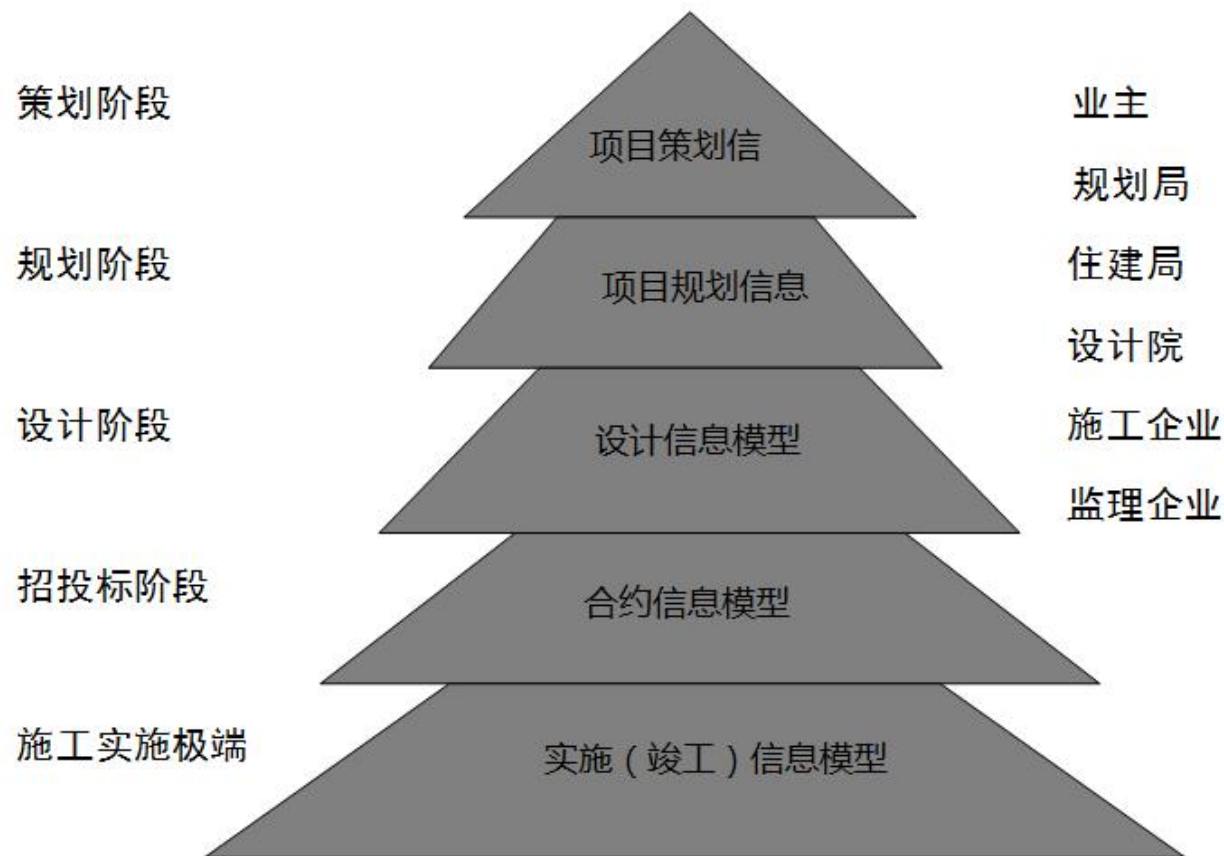 策划阶段
规划阶段
设计阶段
招投标阶段
施工实施极端
项目策划信
项目规划信息
设计信息模型
合约信息模型
实施（竣工）信息模型
业主
规划局
住建局
设计院
施工企业
监理企业